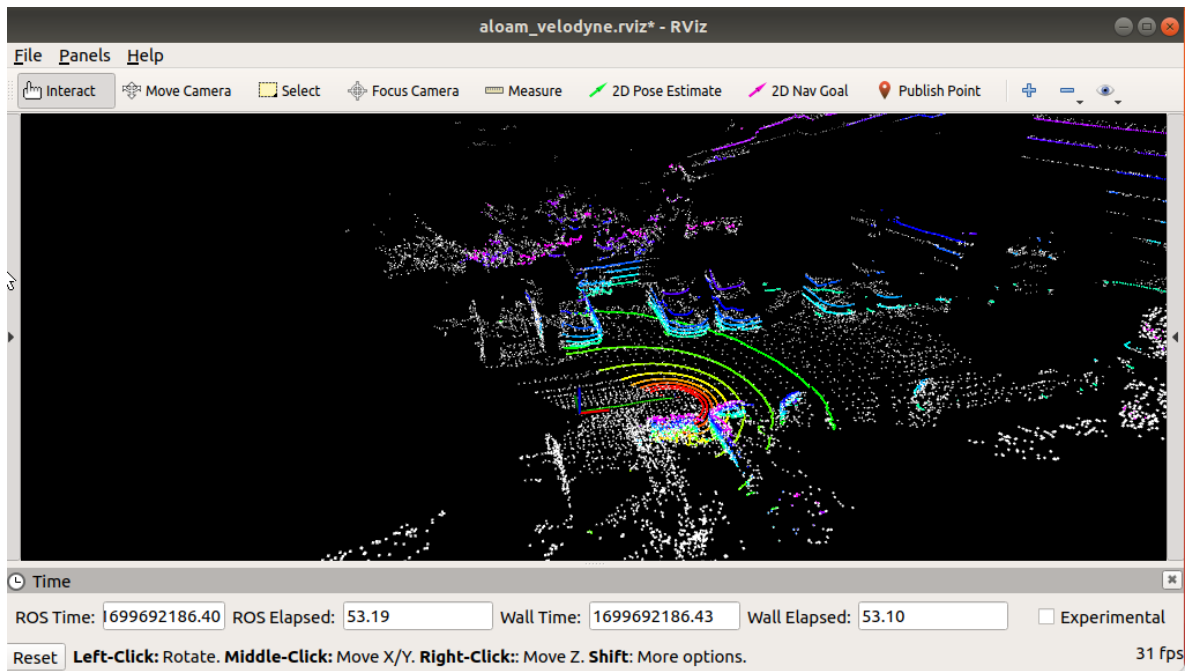 aloam_velodyne.rviz* - RViz
File Panels Help
Interact Move Camera Select Focus Camera Measure 2D Pose Estimate 2D Nav Goal Publish Point
Time
ROS Time: 1699692186.40 ROS Elapsed: 53.19 Wall Time: 1699692186.43 Wall Elapsed: 53.10 Experimental
Reset Left-Click: Rotate. Middle-Click: Move X/Y. Right-Click:: Move Z. Shift: More options. 31 fps